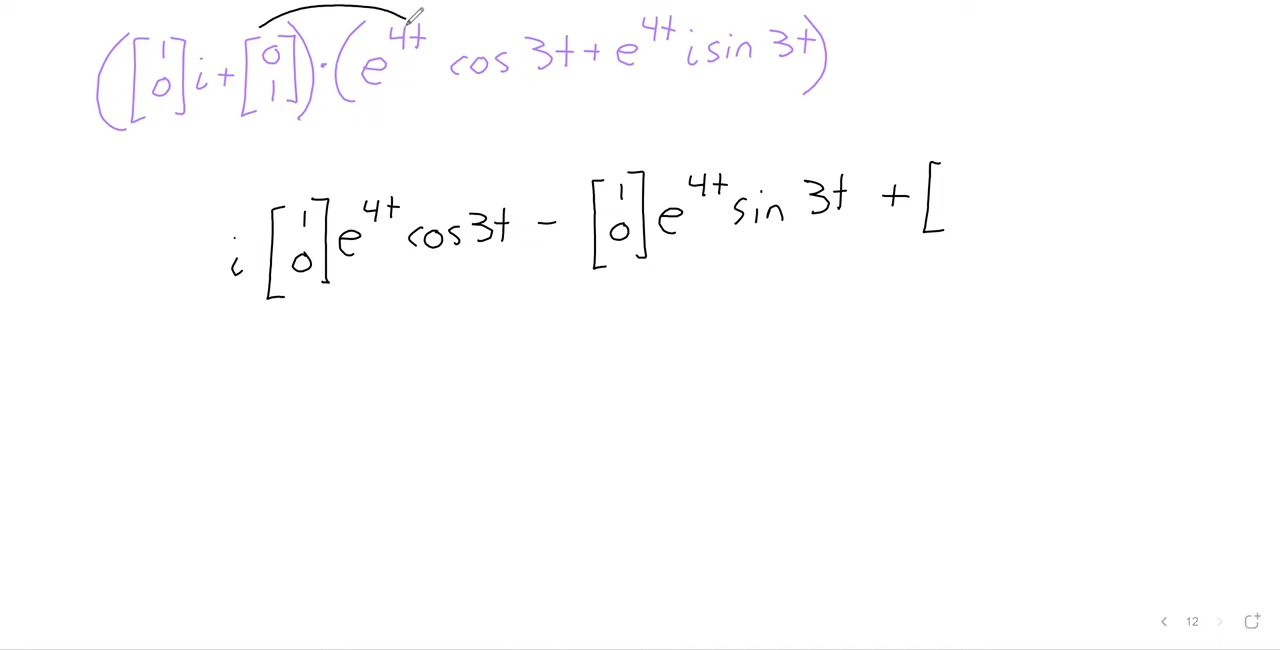 ([1 0] i + [0 1]) · (e^4t cos 3t + e^4t i sin 3t)
i [1 0] e^4t cos 3t - [1 0] e^4t sin 3t + [
12